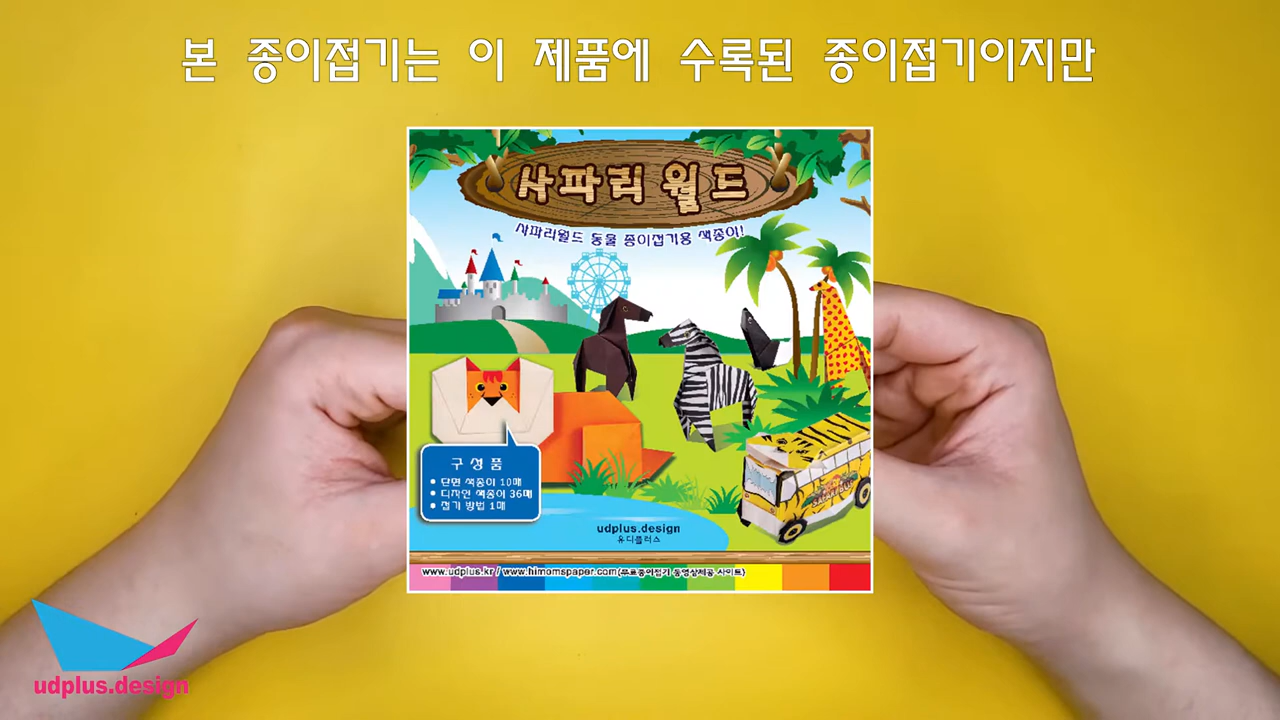 본 종이접기는 이 제품에 수록된 종이접기이지만
사파리 월드
사파리월드 동물 종이접기용 색종이!
구 성 품
• 단면 색종이 10매
• 디자인 색종이 36매
• 접기 방법 1매
SAFARI BUS
udplus.design
유디플러스
www.udplus.kr / www.himomspaper.com(무료종이접기 동영상제공 사이트)
udplus.design